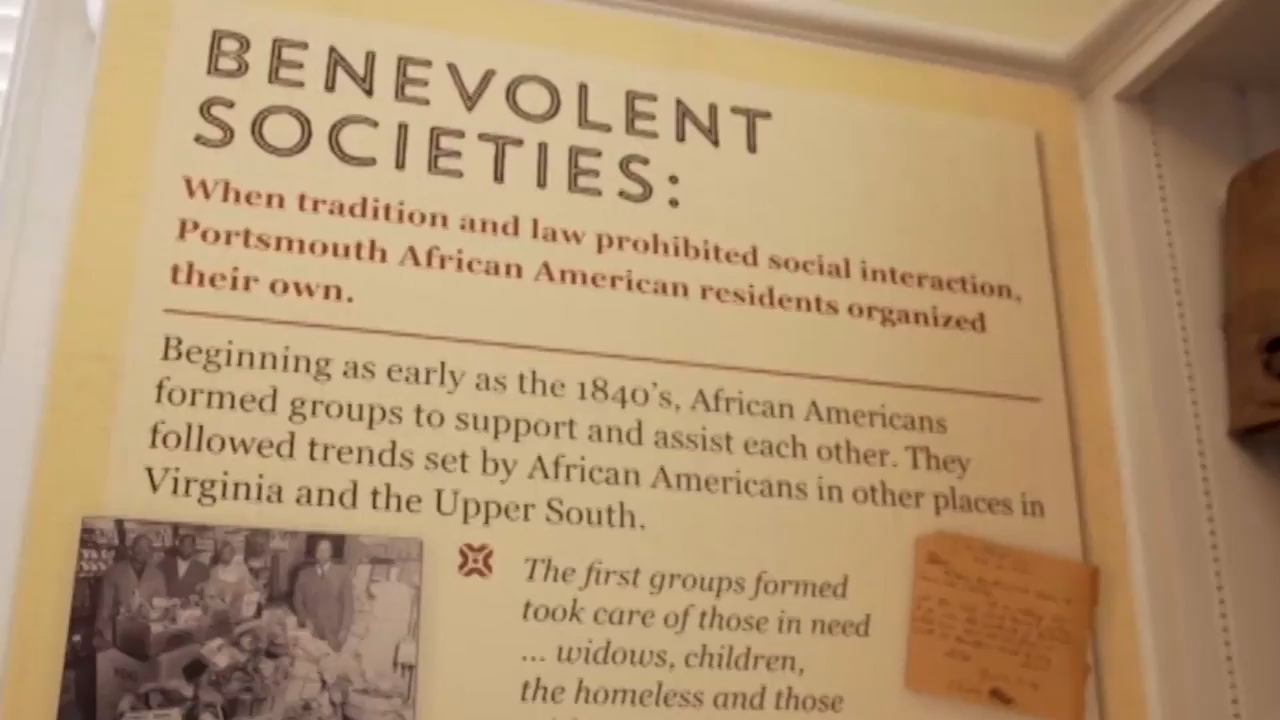 BENEVOLENT
SOCIETIES:
When tradition and law prohibited social interaction,
Portsmouth African American residents organized
their own.
Beginning as early as the 1840's, African Americans
formed groups to support and assist each other. They
followed trends set by African Americans in other places in
Virginia and the Upper South.
The first groups formed
took care of those in need
... widows, children,
the homeless and those